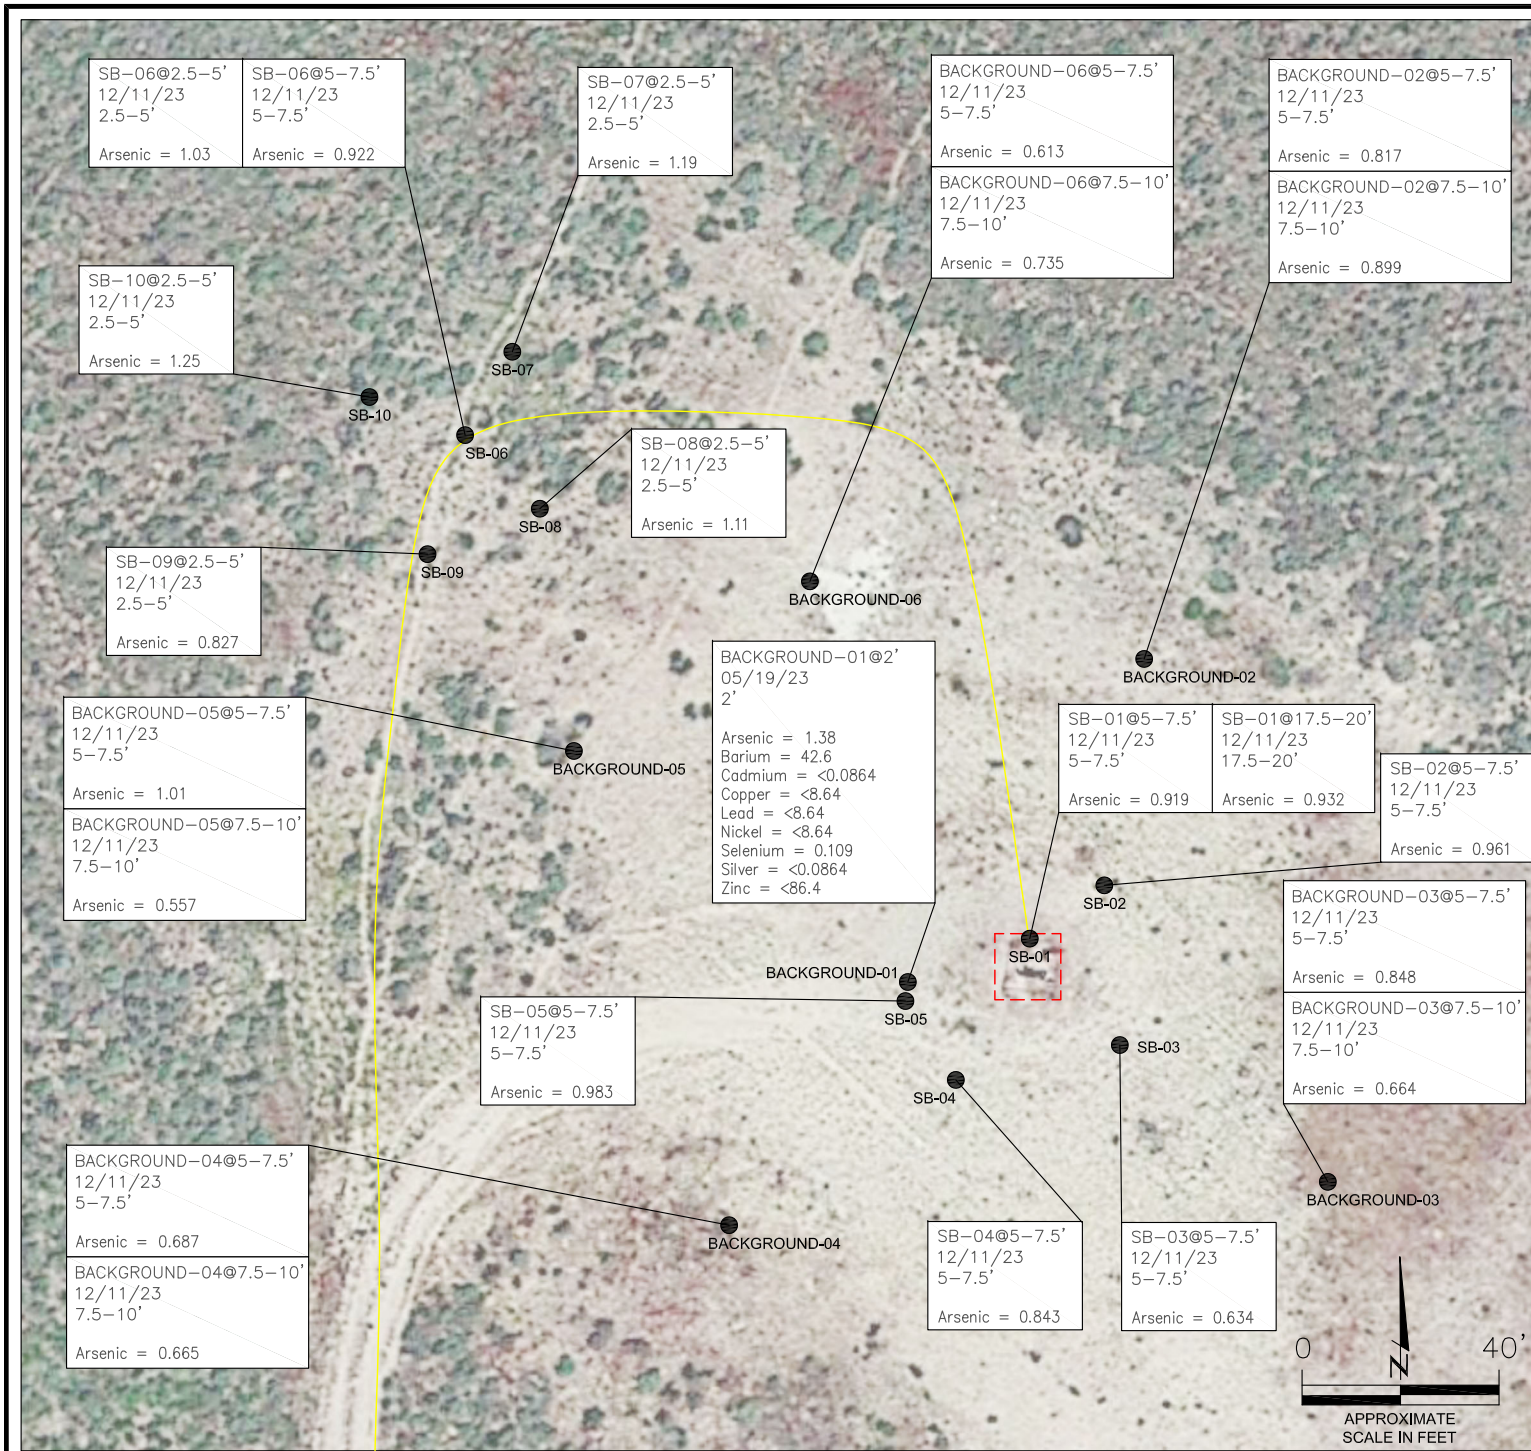 SB-06@2.5-5'
12/11/23
2.5-5'
Arsenic = 1.03
SB-06@5-7.5'
12/11/23
5-7.5'
Arsenic = 0.922
SB-07@2.5-5'
12/11/23
2.5-5'
Arsenic = 1.19
BACKGROUND-06@5-7.5'
12/11/23
5-7.5'
Arsenic = 0.613
BACKGROUND-06@7.5-10'
12/11/23
7.5-10'
Arsenic = 0.735
BACKGROUND-02@5-7.5'
12/11/23
5-7.5'
Arsenic = 0.817
BACKGROUND-02@7.5-10'
12/11/23
7.5-10'
Arsenic = 0.899
SB-10@2.5-5'
12/11/23
2.5-5'
Arsenic = 1.25
SB-07
SB-10
SB-06
SB-08@2.5-5'
12/11/23
2.5-5'
Arsenic = 1.11
SB-08
SB-09@2.5-5'
12/11/23
2.5-5'
Arsenic = 0.827
SB-09
BACKGROUND-06
BACKGROUND-02
BACKGROUND-01@2'
05/19/23
2'
Arsenic = 1.38
Barium = 42.6
Cadmium = <0.0864
Copper = <8.64
Lead = <8.64
Nickel = <8.64
Selenium = 0.109
Silver = <0.0864
Zinc = <86.4
BACKGROUND-05@5-7.5'
12/11/23
5-7.5'
Arsenic = 1.01
BACKGROUND-05@7.5-10'
12/11/23
7.5-10'
Arsenic = 0.557
BACKGROUND-05
SB-01@5-7.5'
12/11/23
5-7.5'
Arsenic = 0.919
SB-01@17.5-20'
12/11/23
17.5-20'
Arsenic = 0.932
SB-02@5-7.5'
12/11/23
5-7.5'
Arsenic = 0.961
SB-02
BACKGROUND-03@5-7.5'
12/11/23
5-7.5'
Arsenic = 0.848
BACKGROUND-03@7.5-10'
12/11/23
7.5-10'
Arsenic = 0.664
SB-01
BACKGROUND-01
SB-05
SB-05@5-7.5'
12/11/23
5-7.5'
Arsenic = 0.983
SB-03
SB-04
BACKGROUND-04@5-7.5'
12/11/23
5-7.5'
Arsenic = 0.687
BACKGROUND-04@7.5-10'
12/11/23
7.5-10'
Arsenic = 0.665
BACKGROUND-04
BACKGROUND-03
SB-04@5-7.5'
12/11/23
5-7.5'
Arsenic = 0.843
SB-03@5-7.5'
12/11/23
5-7.5'
Arsenic = 0.634
N
0 40'
APPROXIMATE
SCALE IN FEET